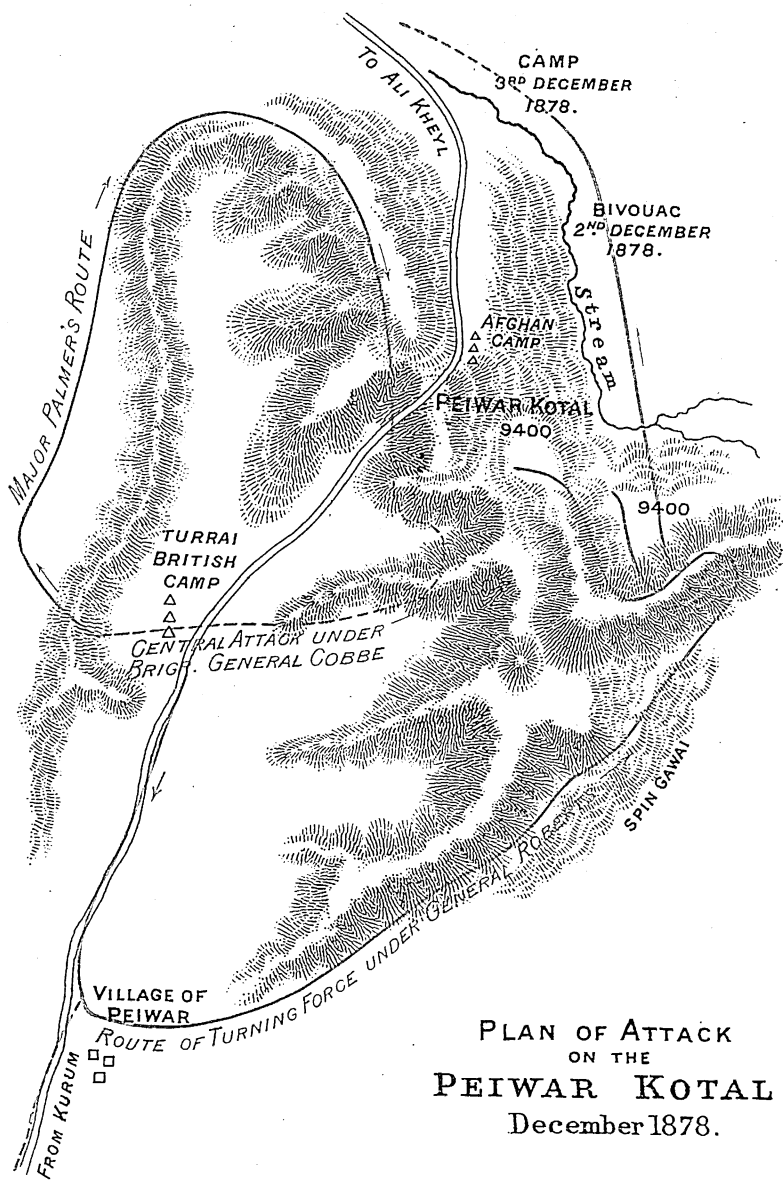 CAMP
3RD DECEMBER
1878.
TO ALI KHEYL
BIVOUAC
2ND DECEMBER
1878.
Stream
MAJOR PALMER'S ROUTE
AFGHAN
CAMP
PEIWAR KOTAL
9400
9400
TURRAI
BRITISH
CAMP
CENTRAL ATTACK UNDER
BRIGR. GENERAL COBBE
SPIN GAWAI
ROUTE OF TURNING FORCE UNDER GENERAL ROBERTS
VILLAGE OF
PEIWAR
FROM KURUM
PLAN OF ATTACK
ON THE
PEIWAR KOTAL
December 1878.